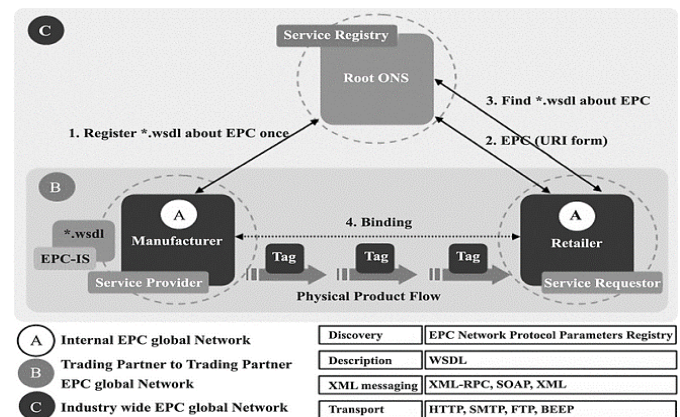 C
Service Registry
Root ONS
3. Find *.wsdl about EPC
1. Register *.wsdl about EPC once
2. EPC (URI form)
B
A
A
*.wsdl
Manufacturer
4. Binding
Retailer
EPC-IS
Tag
Tag
Tag
Service Provider
Service Requestor
Physical Product Flow
A Internal EPC global Network
B Trading Partner to Trading Partner
EPC global Network
C Industry wide EPC global Network
Discovery EPC Network Protocol Parameters Registry
Description WSDL
XML messaging XML-RPC, SOAP, XML
Transport HTTP, SMTP, FTP, BEEP